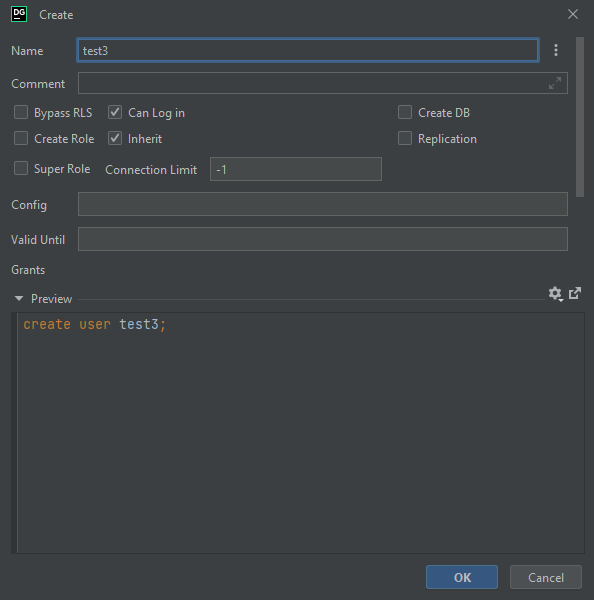 DG Create
Name test3
Comment
Bypass RLS Can Log in Create DB
Create Role Inherit Replication
Super Role Connection Limit -1
Config
Valid Until
Grants
Preview
create user test3;
OK Cancel